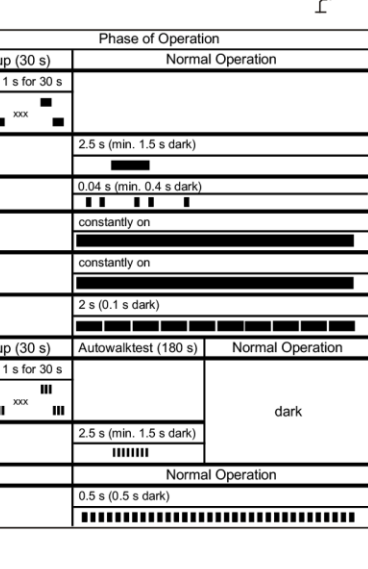 Phase of Operation
up (30 s) Normal Operation
1 s for 30 s
xxx
2.5 s (min. 1.5 s dark)
0.04 s (min. 0.4 s dark)
constantly on
constantly on
2 s (0.1 s dark)
up (30 s) Autowalktest (180 s) Normal Operation
1 s for 30 s
xxx
dark
2.5 s (min. 1.5 s dark)
Normal Operation
0.5 s (0.5 s dark)